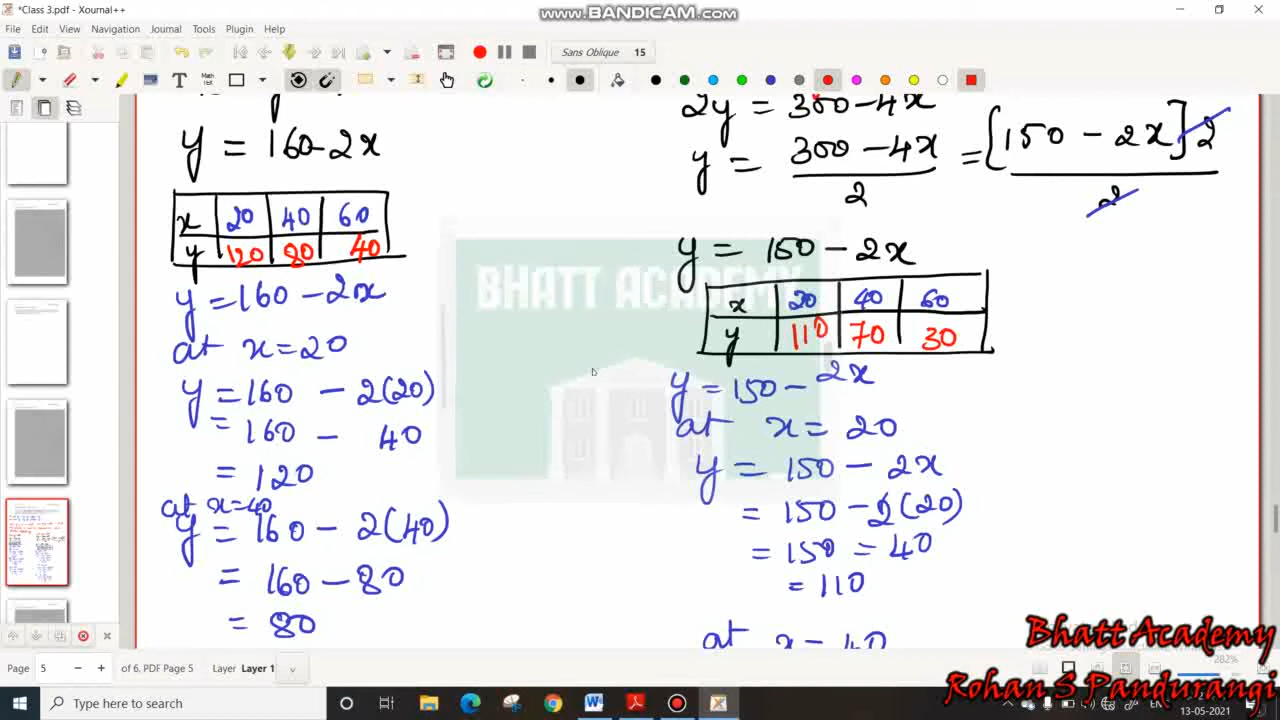 *Class 3.pdf - Xournal++
www.BANDICAM.com
File Edit View Navigation Journal Tools Plugin Help
Sans Oblique 15
y = 160-2x
x 20 40 60
y 120 80 40
y = 160 - 2x
at x = 20
y = 160 - 2(20)
= 160 - 40
= 120
at x = 40
y = 160 - 2(40)
= 160 - 80
= 80
2y = 300 - 4x
y = 300 - 4x / 2 = [150 - 2x] 2 / 2
y = 150 - 2x
x 20 40 60
y 110 70 30
y = 150 - 2x
at x = 20
y = 150 - 2x
= 150 - 2(20)
= 150 = 40
= 110
at x - 40
BHATT ACADEMY
Bhatt Academy
Rohan S Pandurangi
Page 5 - + of 6. PDF Page 5 Layer Layer 1
282%
Type here to search
13-05-2021